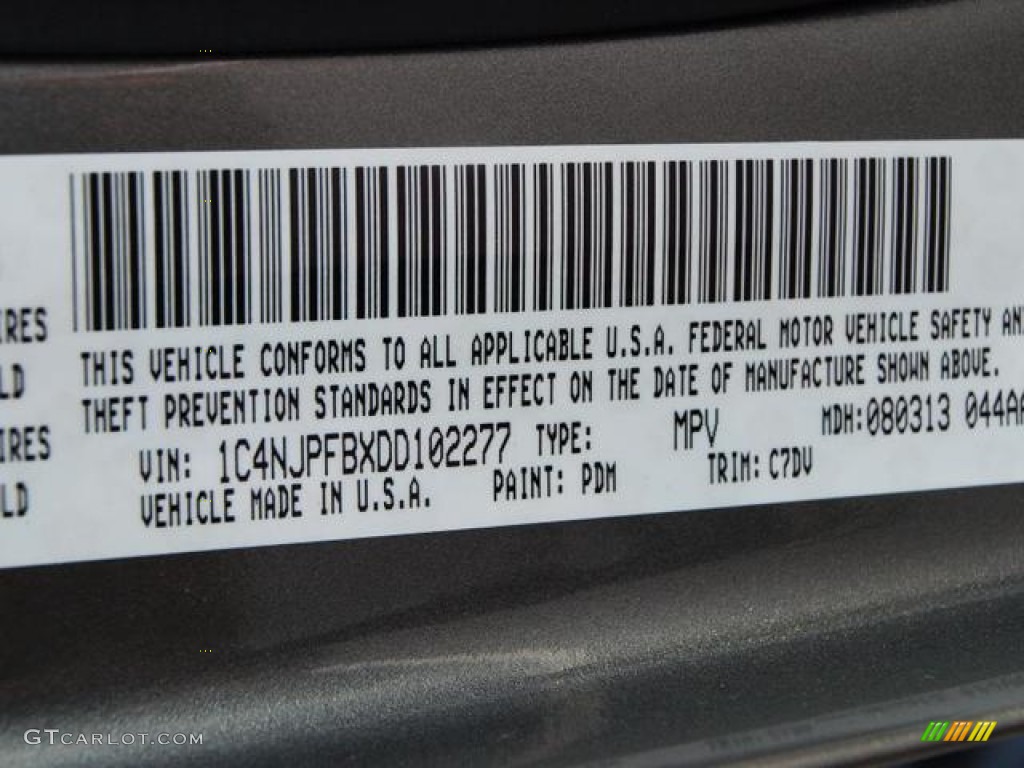 IRES
LD
IRES
LD
THIS VEHICLE CONFORMS TO ALL APPLICABLE U.S.A. FEDERAL MOTOR VEHICLE SAFETY AN
THEFT PREVENTION STANDARDS IN EFFECT ON THE DATE OF MANUFACTURE SHOWN ABOVE.
VIN: 1C4NJPFBXDD102277 TYPE: MPV MDH:080313 044AA
VEHICLE MADE IN U.S.A. PAINT: PDM TRIM: C7DV
GTCARLOT.COM